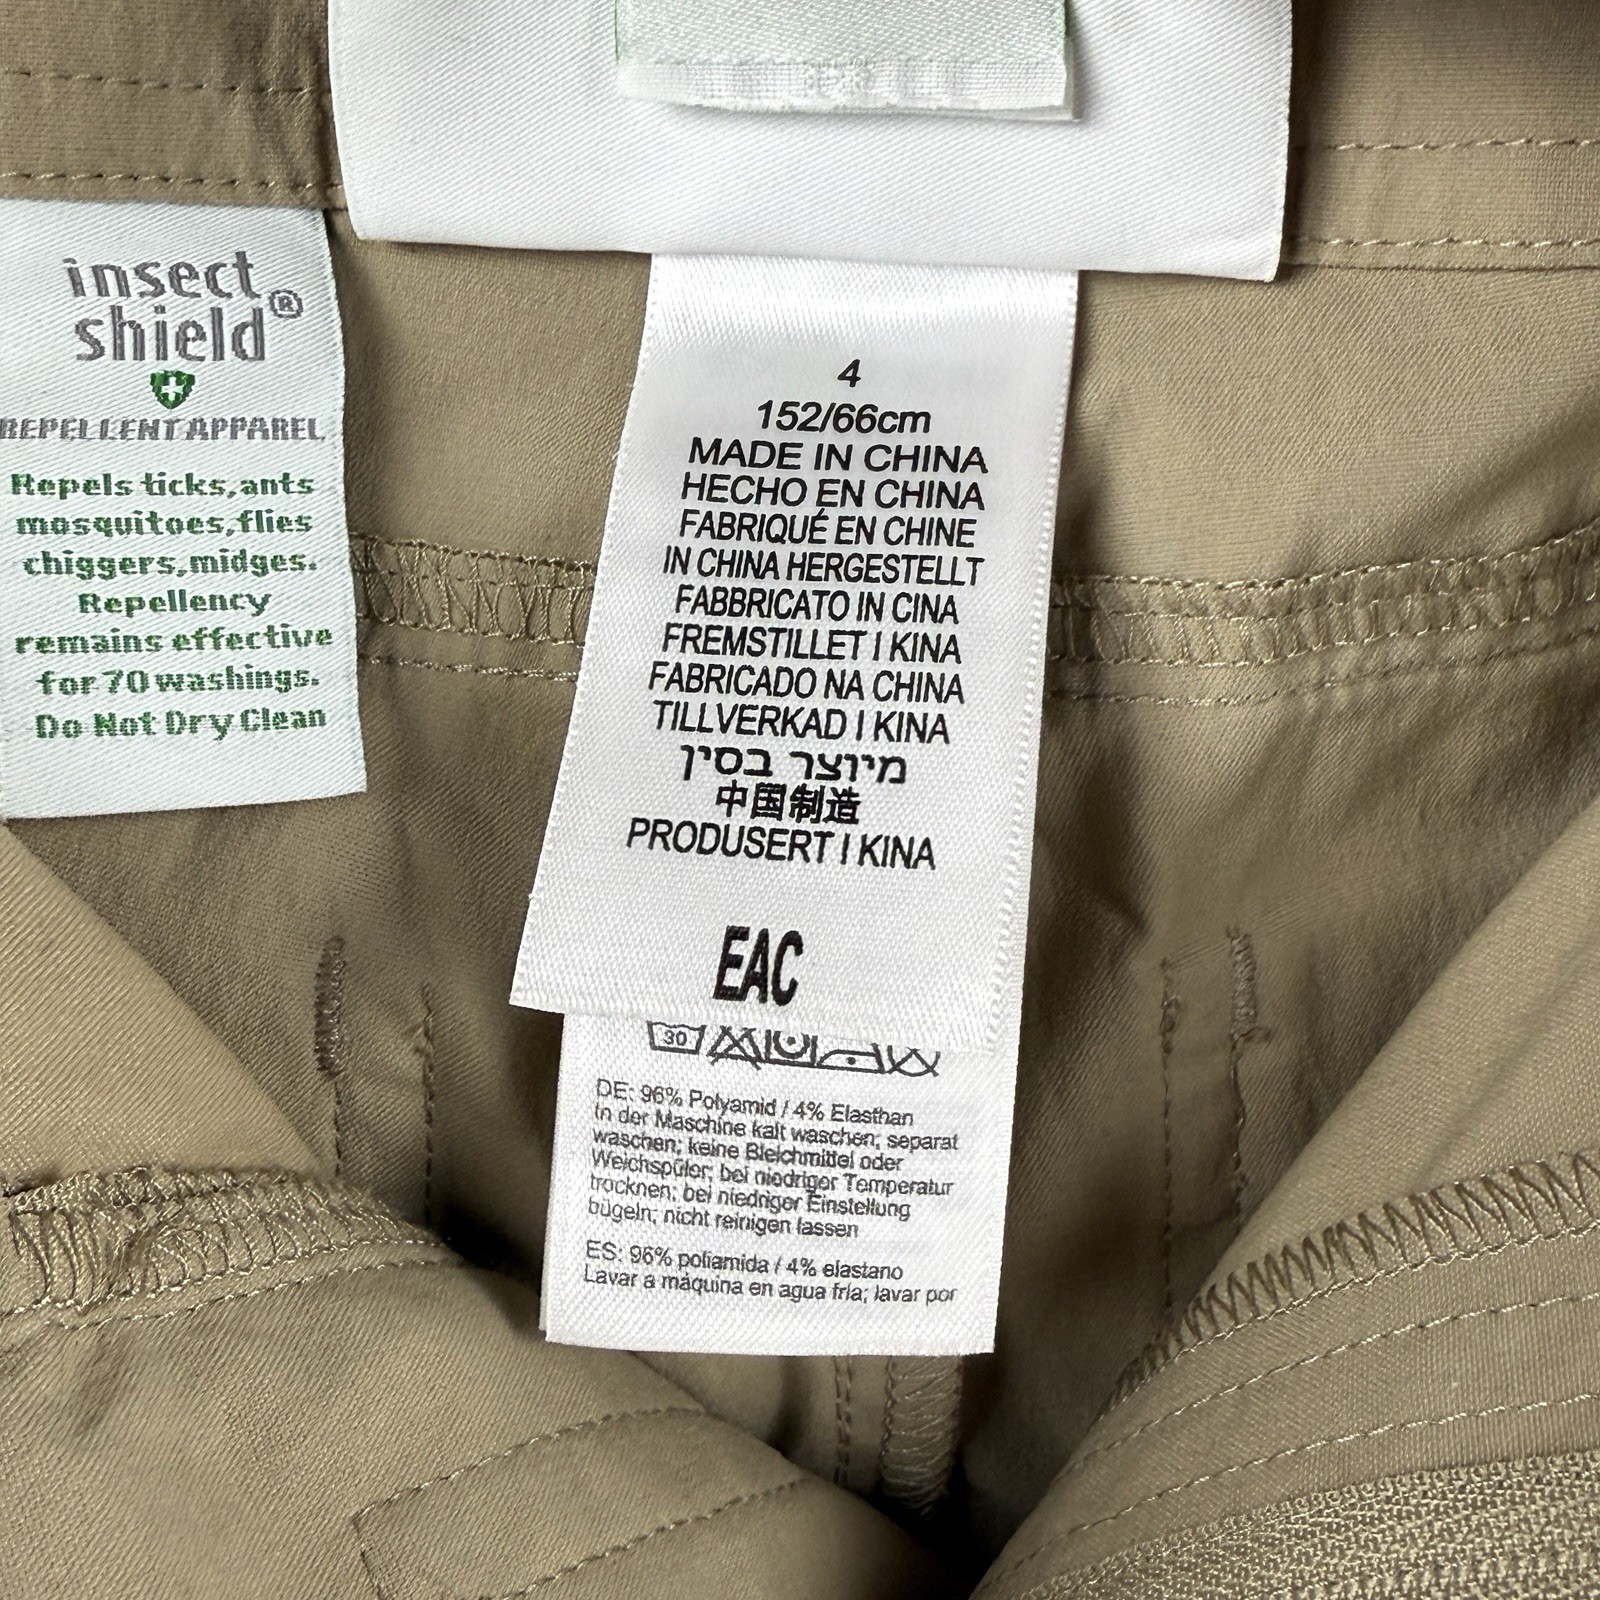 insect
shield®
REPELLENT APPAREL
Repels ticks, ants
mosquitoes, flies
chiggers, midges.
Repellency
remains effective
for 70 washings.
Do Not Dry Clean
4
152/66cm
MADE IN CHINA
HECHO EN CHINA
FABRIQUÉ EN CHINE
IN CHINA HERGESTELLT
FABBRICATO IN CINA
FREMSTILLET I KINA
FABRICADO NA CHINA
TILLVERKAD I KINA
מיוצר בסין
中国制造
PRODUSERT I KINA
EAC
30
DE: 96% Polyamid / 4% Elasthan
In der Maschine kalt waschen; separat
waschen; keine Bleichmittel oder
Weichspüler; bei niedriger Temperatur
trocknen; bei niedriger Einstellung
bügeln; nicht reinigen lassen
ES: 96% poliamida / 4% elastano
Lavar a máquina en agua fría; lavar por